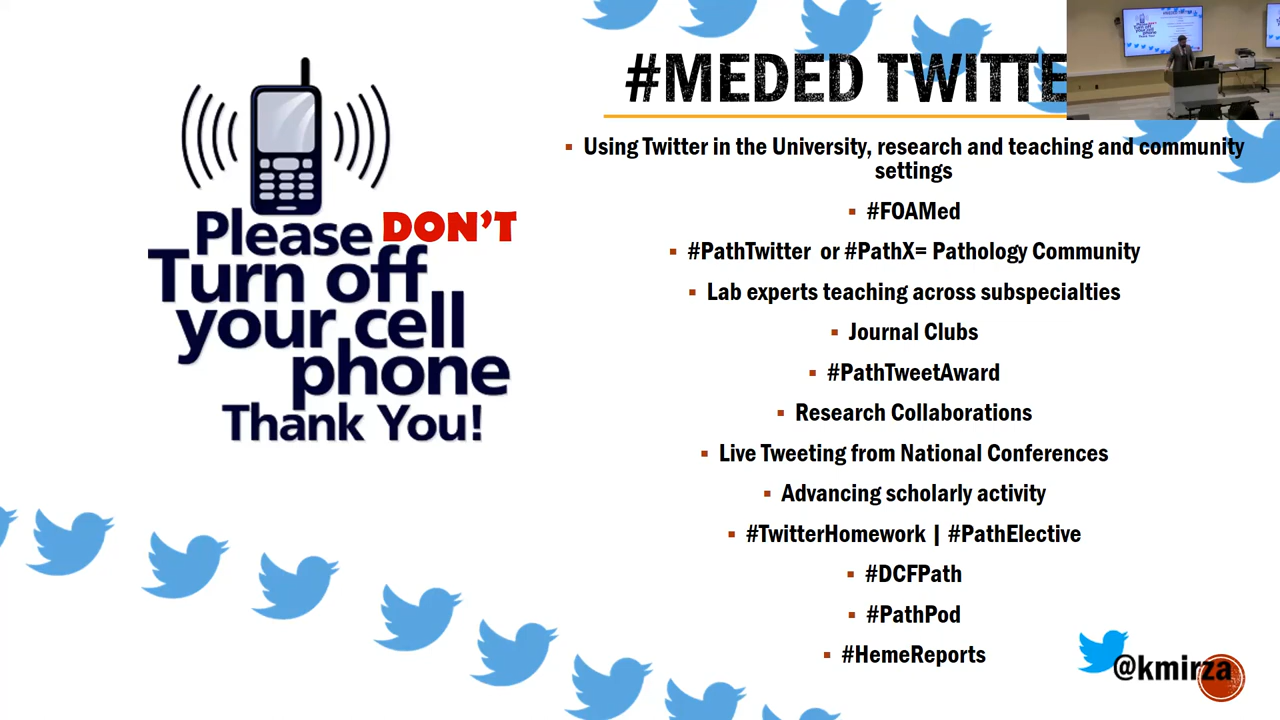 #MEDED TWITTE
Please DON'T
Turn off
your cell
phone
Thank You!
▪ Using Twitter in the University, research and teaching and community
settings
▪ #FOAMed
▪ #PathTwitter or #PathX= Pathology Community
▪ Lab experts teaching across subspecialties
▪ Journal Clubs
▪ #PathTweetAward
▪ Research Collaborations
▪ Live Tweeting from National Conferences
▪ Advancing scholarly activity
▪ #TwitterHomework | #PathElective
▪ #DCFPath
▪ #PathPod
▪ #HemeReports
@kmirza